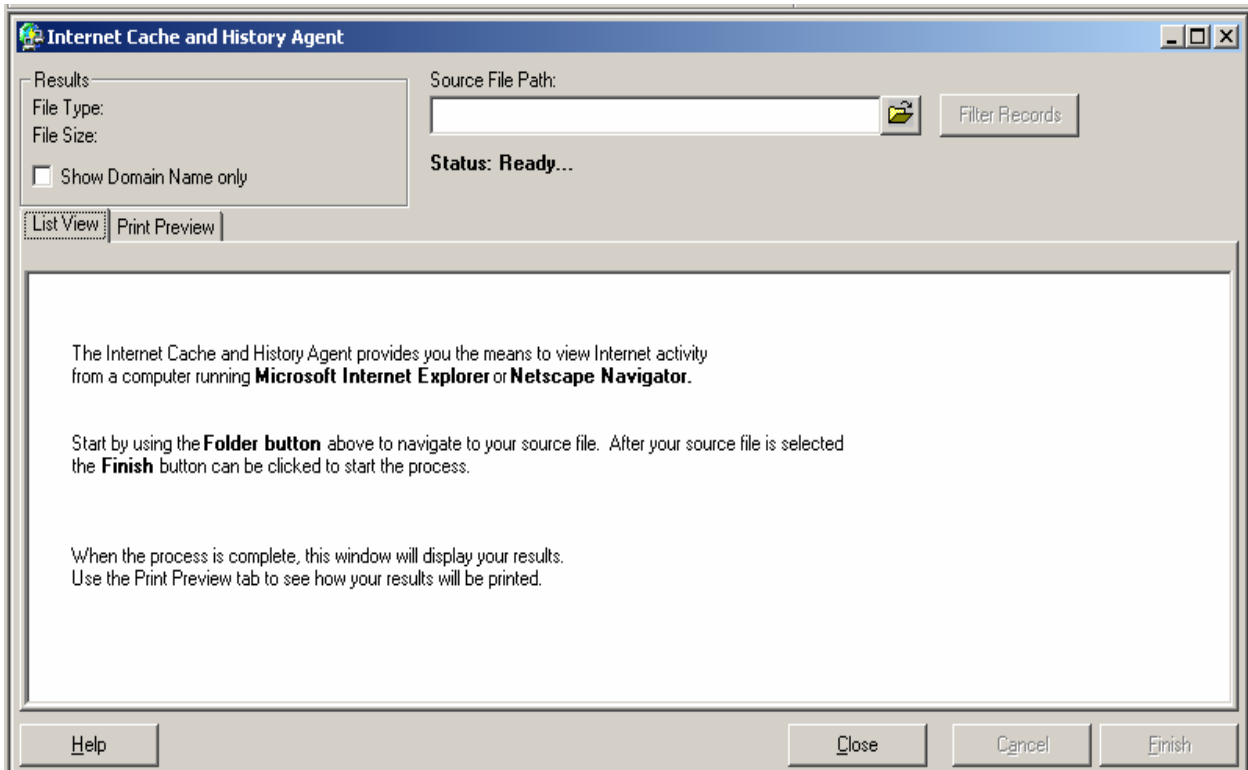 Internet Cache and History Agent
Results
File Type:
File Size:
Show Domain Name only
Source File Path:
Filter Records
Status: Ready...
List View
Print Preview
The Internet Cache and History Agent provides you the means to view Internet activity
from a computer running Microsoft Internet Explorer or Netscape Navigator.
Start by using the Folder button above to navigate to your source file. After your source file is selected
the Finish button can be clicked to start the process.
When the process is complete, this window will display your results.
Use the Print Preview tab to see how your results will be printed.
Help
Close
Cancel
Finish